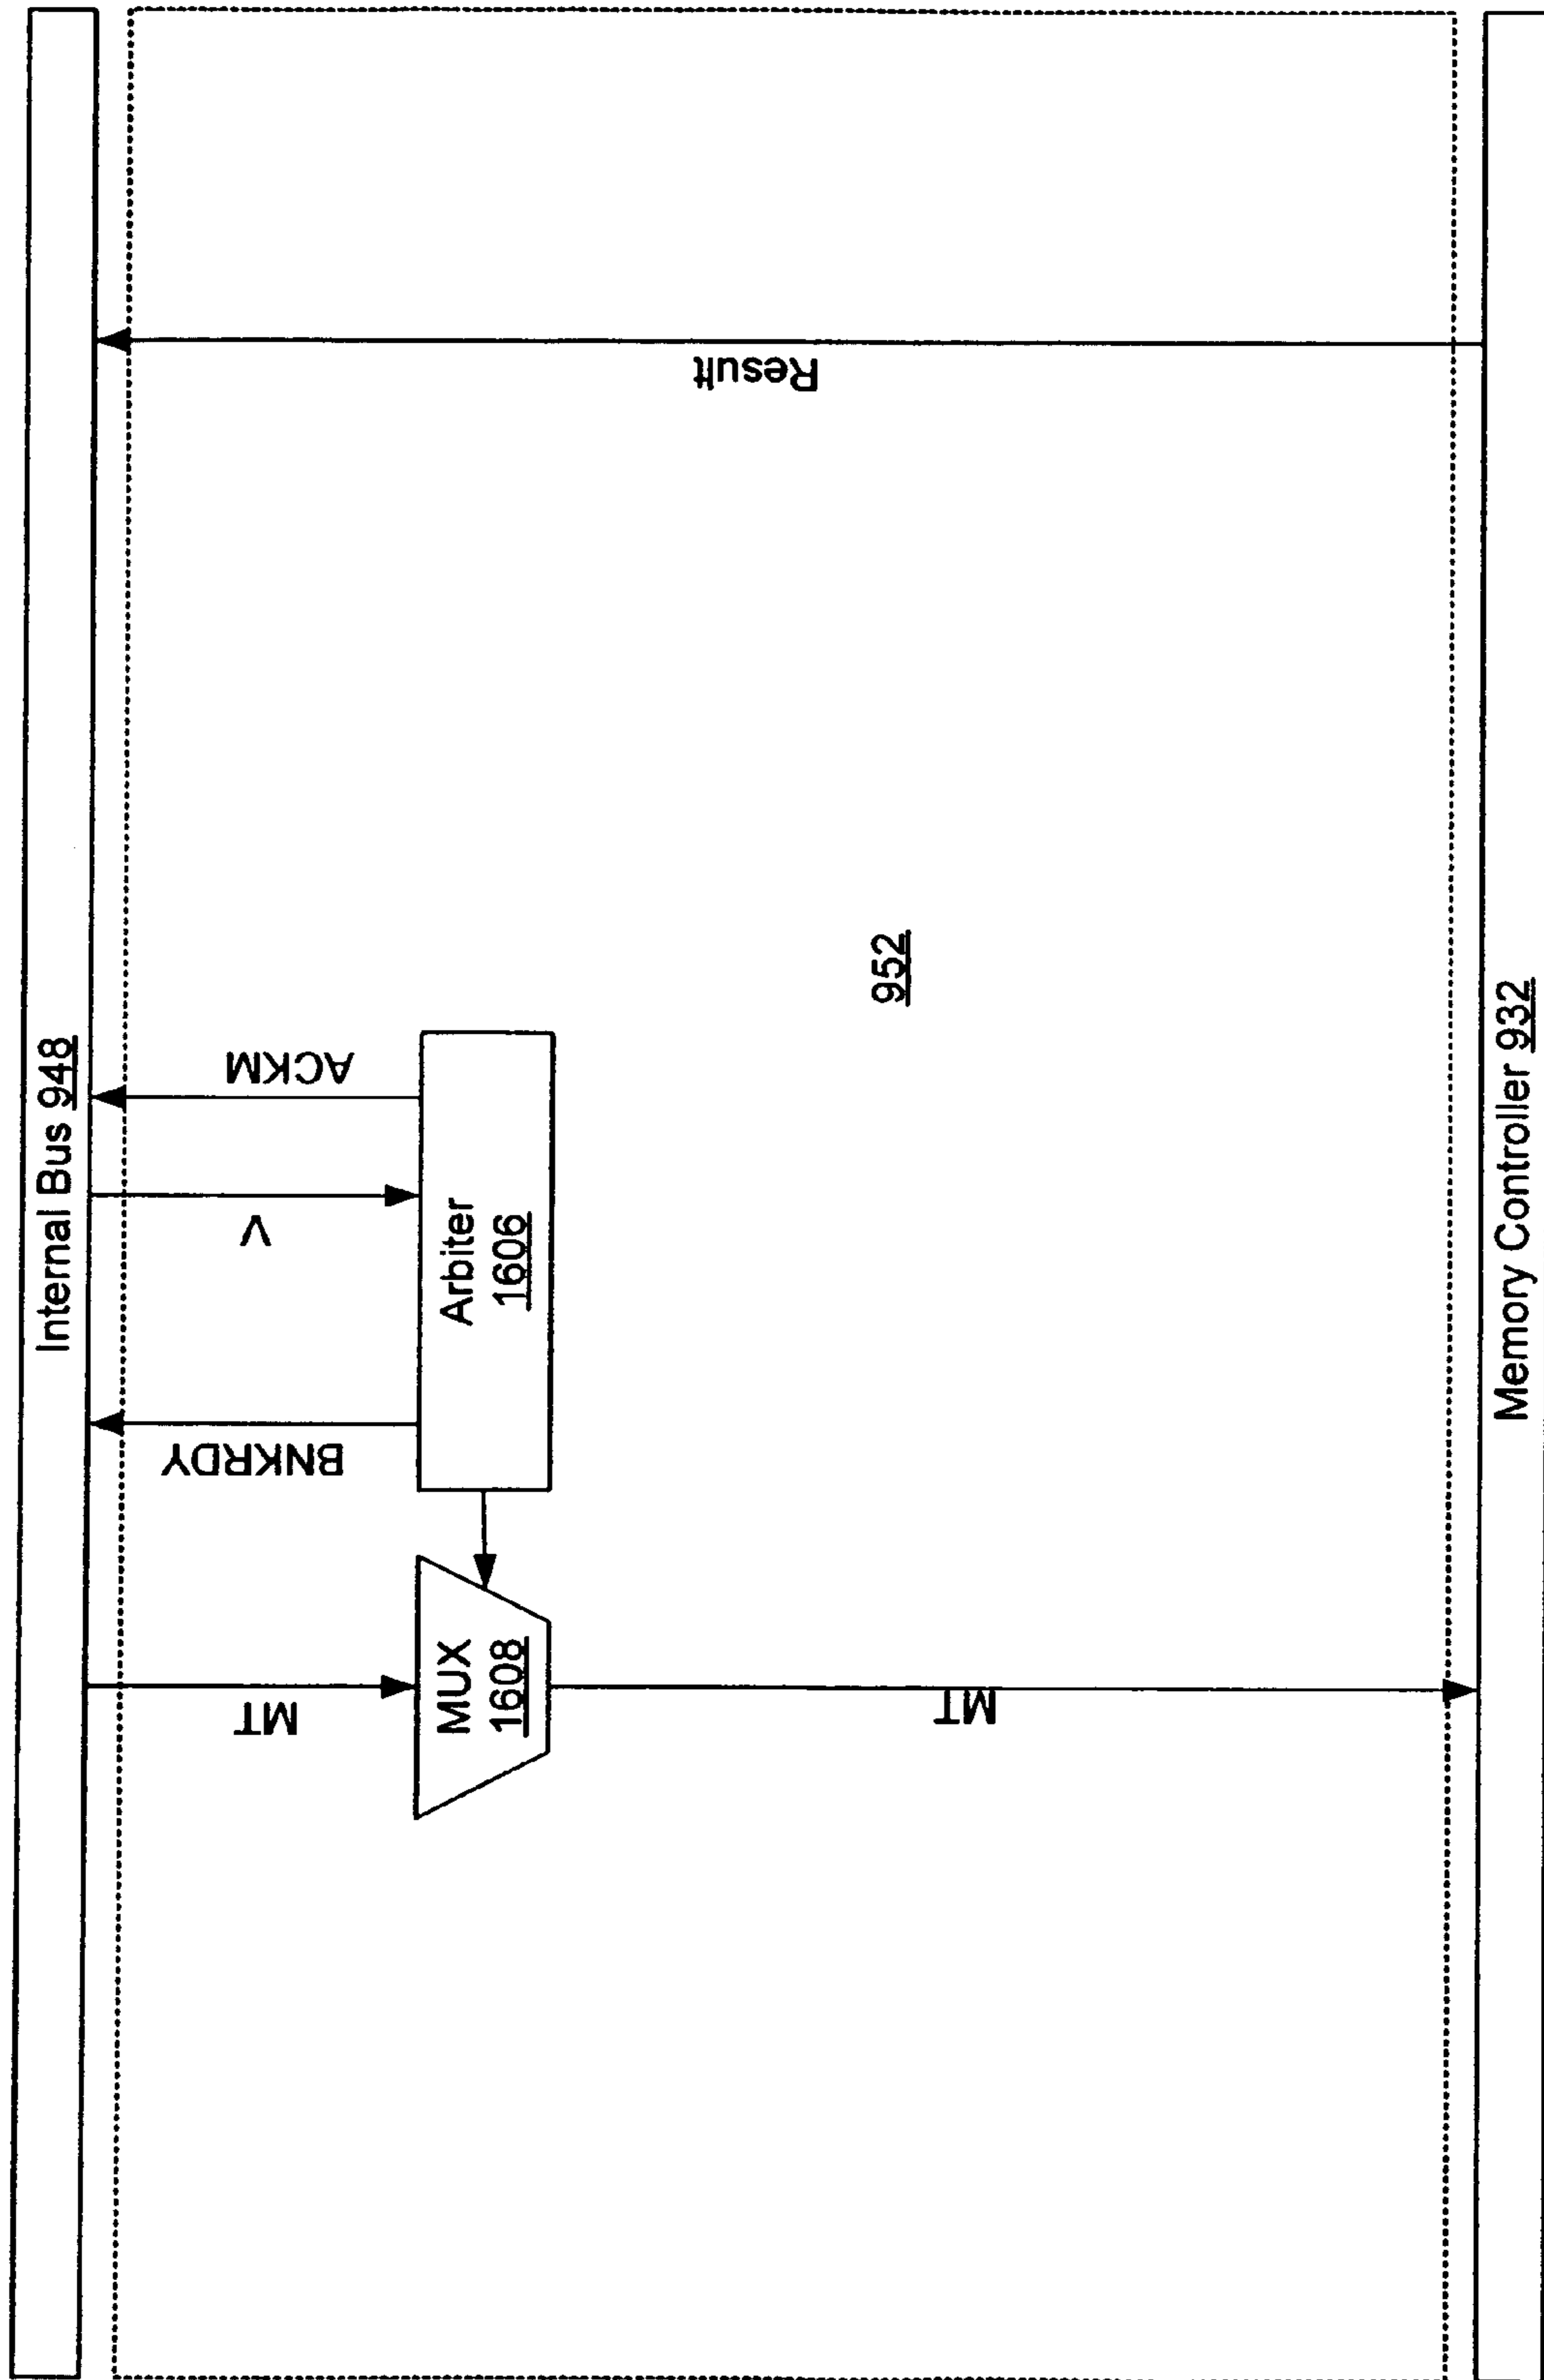 Internal Bus 948
MT
BNKRDY
V
ACKM
Result
MUX
1608
Arbiter
1606
952
MT
Memory Controller 932